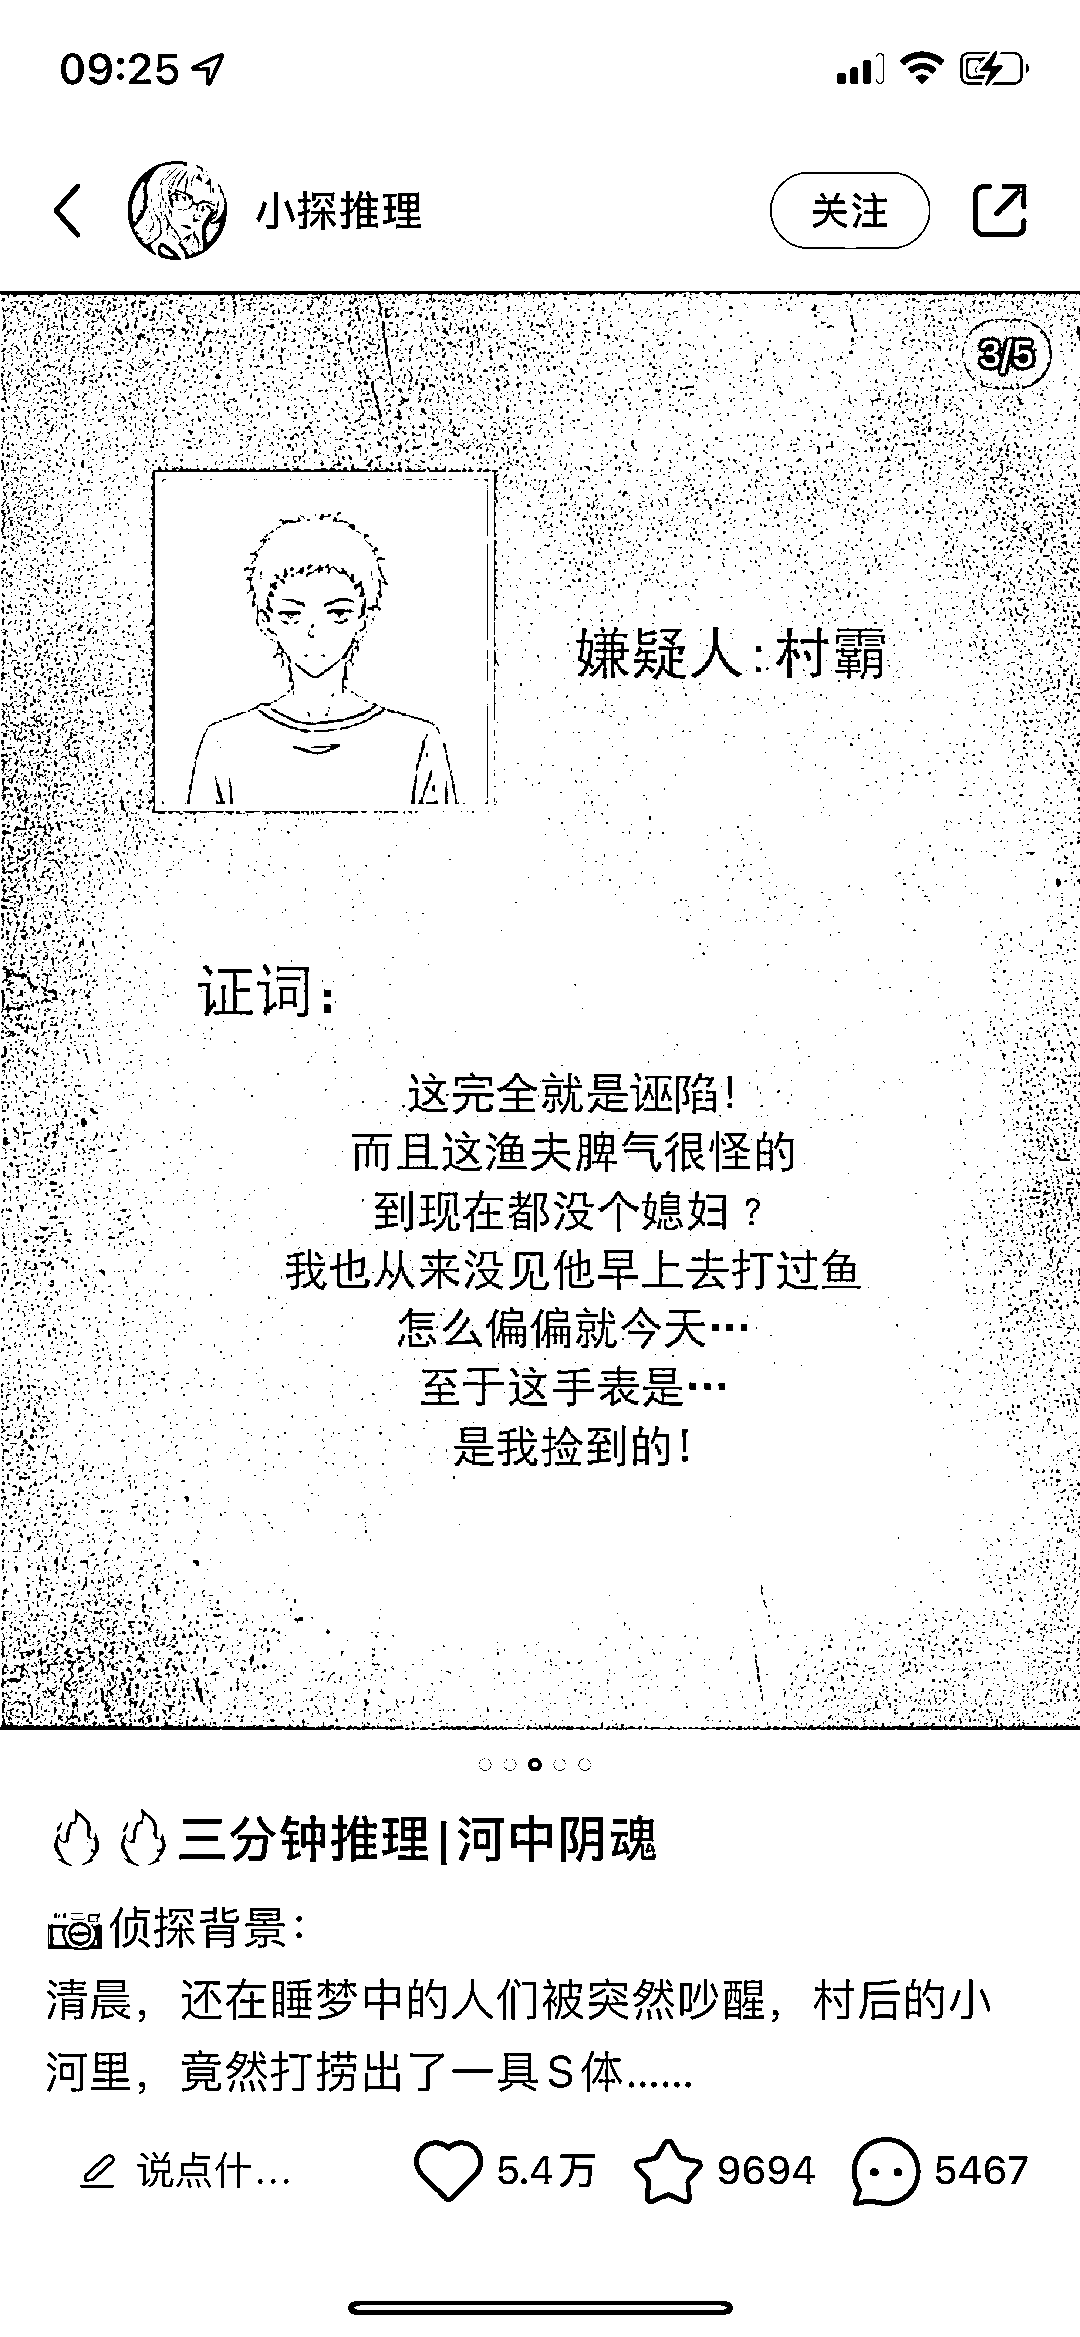 09:25
小探推理
关注
3/5
嫌疑人:村霸
证词:
这完全就是诬陷!
而且这渔夫脾气很怪的
到现在都没个媳妇?
我也从来没见他早上去打过鱼
怎么偏偏就今天…
至于这手表是…
是我捡到的!
三分钟推理|河中阴魂
侦探背景:
清晨，还在睡梦中的人们被突然吵醒，村后的小
河里，竟然打捞出了一具S体……
说点什...
5.4万
9694
5467